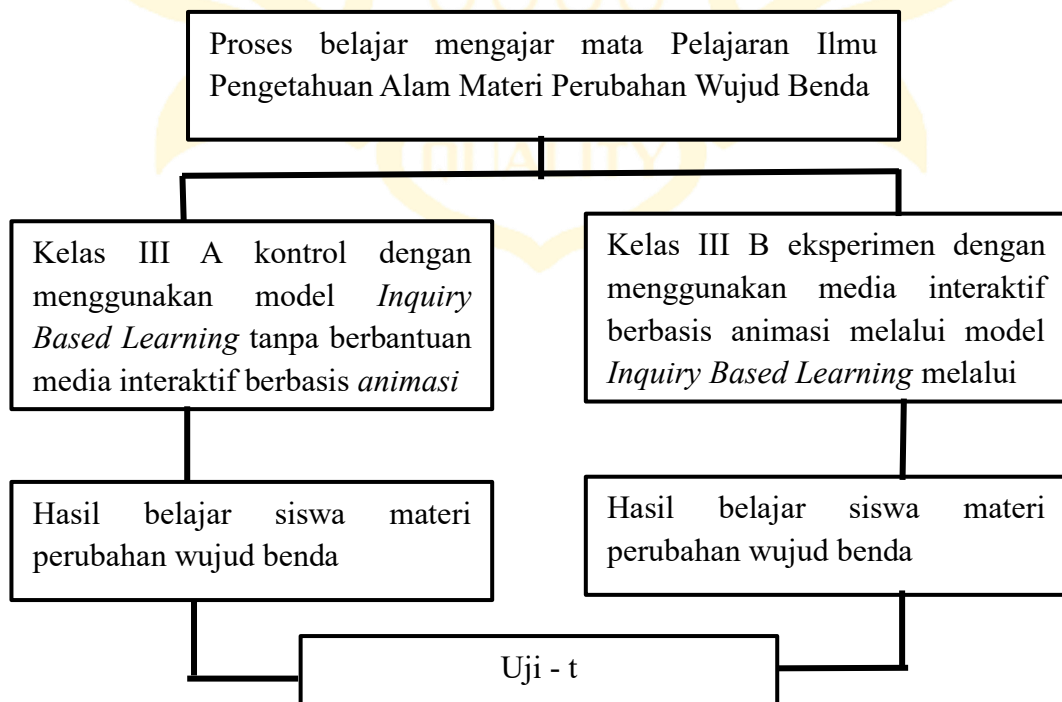 Proses belajar mengajar mata Pelajaran Ilmu
Pengetahuan Alam Materi Perubahan Wujud Benda
QUALITY
Kelas III A kontrol dengan
menggunakan model Inquiry
Based Learning tanpa berbantuan
media interaktif berbasis animasi
Kelas III B eksperimen dengan
menggunakan media interaktif
berbasis animasi melalui model
Inquiry Based Learning melalui
Hasil belajar siswa materi
perubahan wujud benda
Hasil belajar siswa materi
perubahan wujud benda
Uji - t